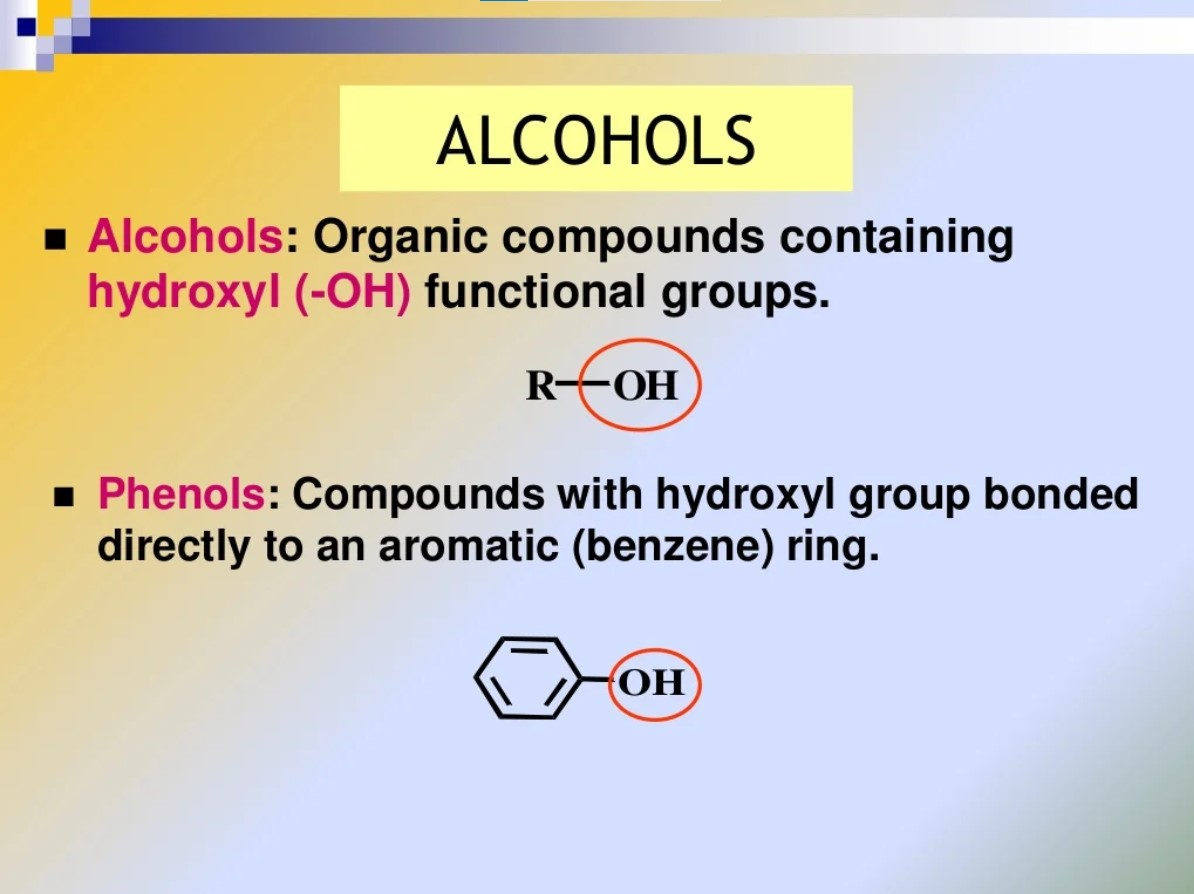 ALCOHOLS
Alcohols: Organic compounds containing
hydroxyl (-OH) functional groups.
R—OH
Phenols: Compounds with hydroxyl group bonded
directly to an aromatic (benzene) ring.
OH